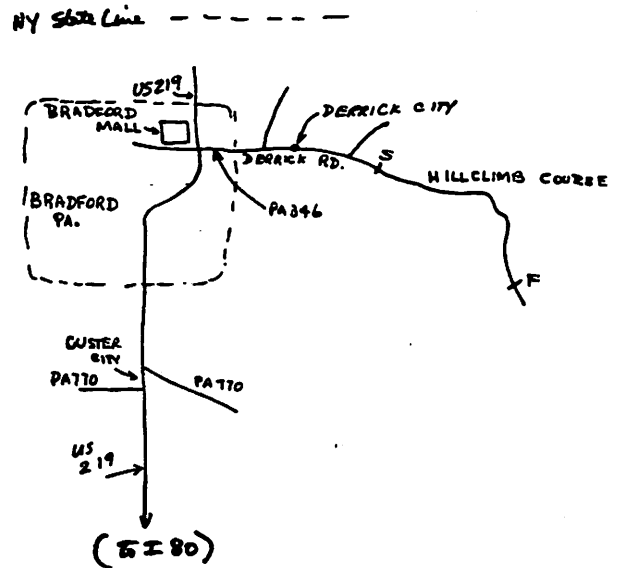 NY State Line
US219
BRADFORD
MALL
DERRICK CITY
DERRICK RD.
S
HILLCLIMB COURSE
BRADFORD
PA.
PA346
F
CUSTER
CITY
PA770
PA770
US
219
(To I 80)